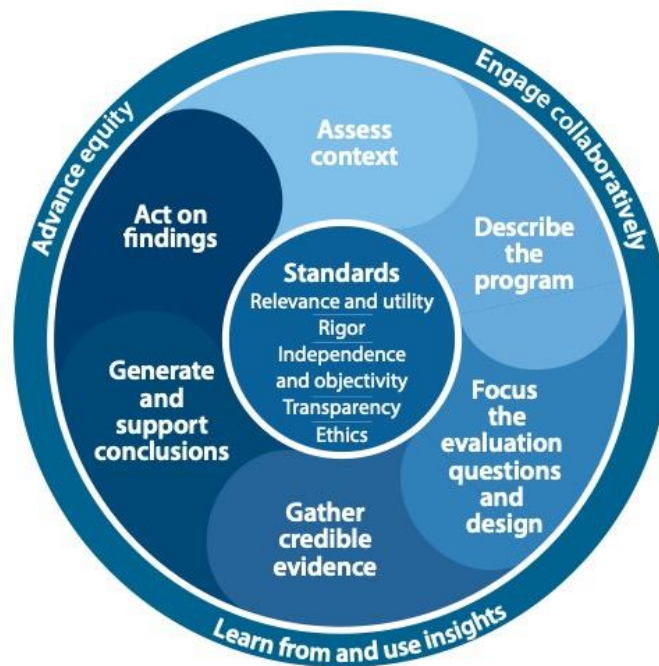 Advance equity
Engage collaboratively
Learn from and use insights
Assess
context
Describe
the
program
Focus
the
evaluation
questions
and
design
Gather
credible
evidence
Generate
and
support
conclusions
Act on
findings
Standards
Relevance and utility
Rigor
Independence
and objectivity
Transparency
Ethics